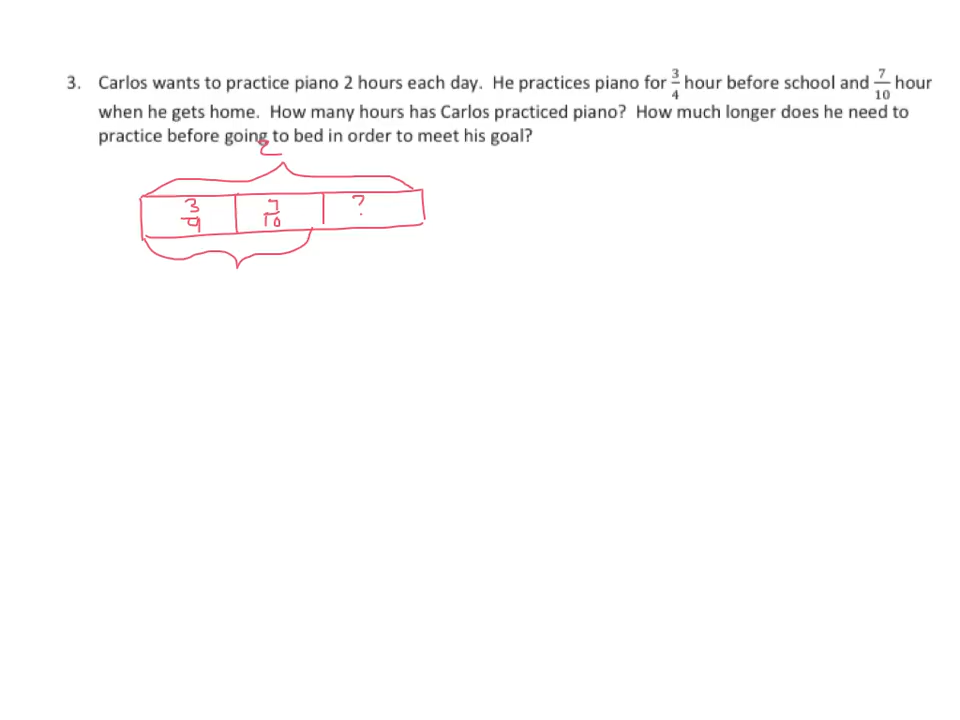 3. Carlos wants to practice piano 2 hours each day. He practices piano for 3/4 hour before school and 7/10 hour
when he gets home. How many hours has Carlos practiced piano? How much longer does he need to
practice before going to bed in order to meet his goal?
2
3/4 7/10 ?